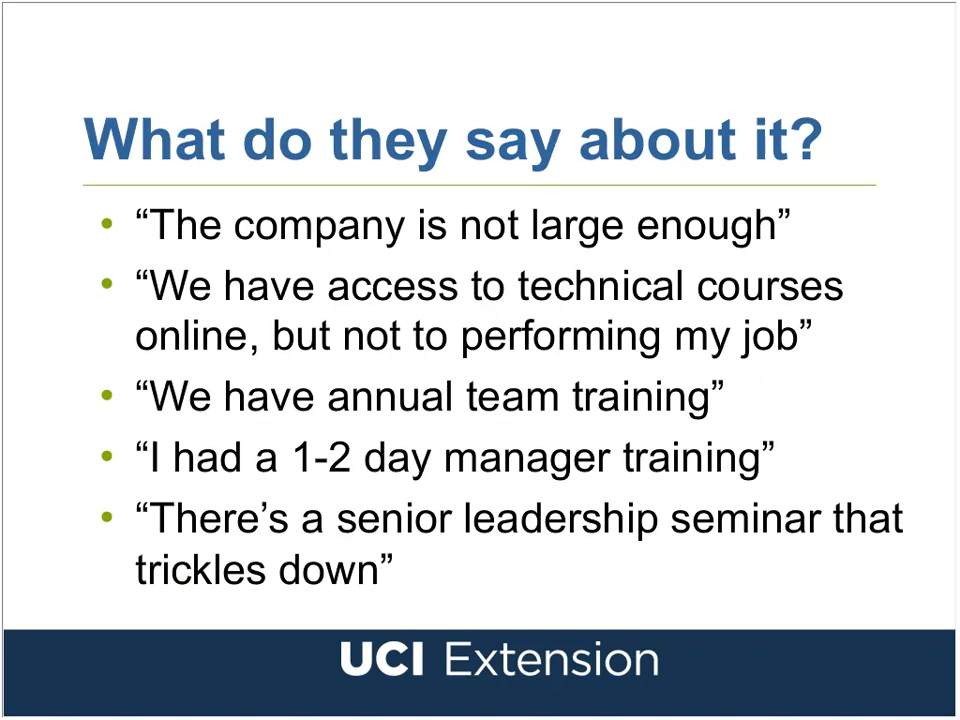 What do they say about it?
• “The company is not large enough”
• “We have access to technical courses
online, but not to performing my job”
• “We have annual team training”
• “I had a 1-2 day manager training”
• “There’s a senior leadership seminar that
trickles down”
UCI Extension